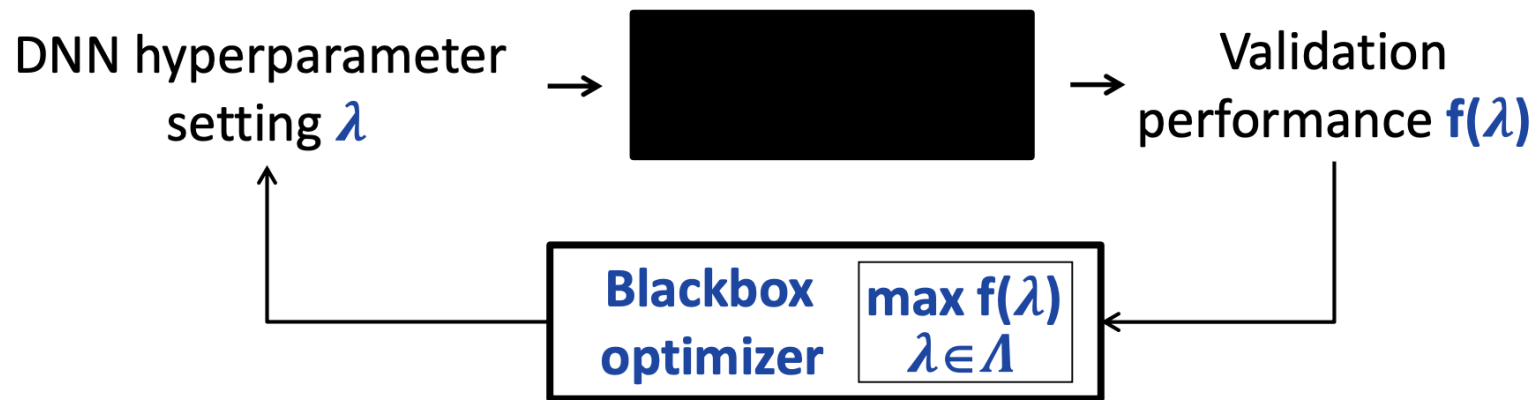 DNN hyperparameter
setting λ
Validation
performance f(λ)
Blackbox
optimizer
max f(λ)
λ∈Λ